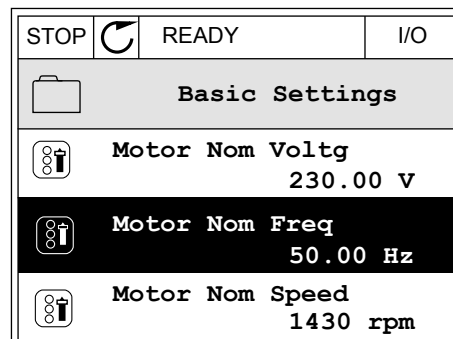 STOP READY I/O
Basic Settings
Motor Nom Voltg
230.00 V
Motor Nom Freq
50.00 Hz
Motor Nom Speed
1430 rpm